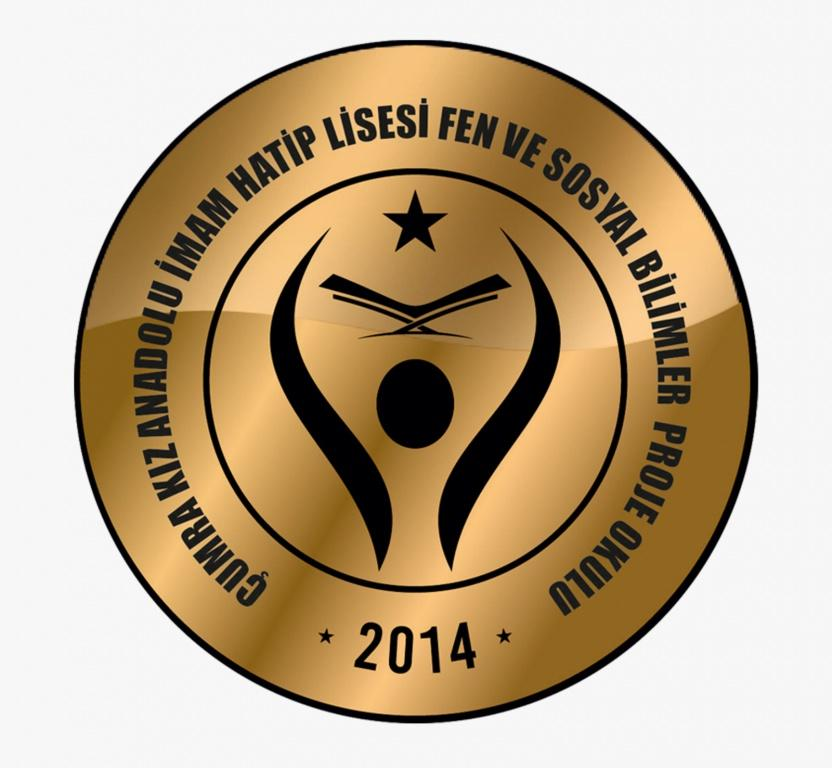 ÇUMRA KIZ ANADOLU İMAM HATİP LİSESİ FEN VE SOSYAL BİLİMLER PROJE OKULU
2014